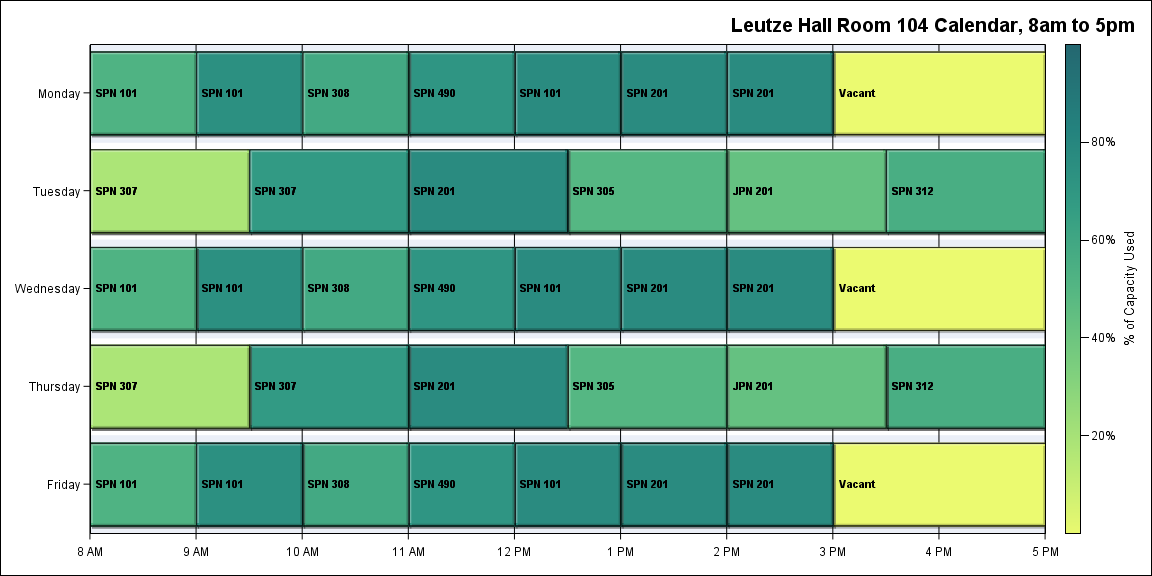 Leutze Hall Room 104 Calendar, 8am to 5pm
Monday
SPN 101
SPN 101
SPN 308
SPN 490
SPN 101
SPN 201
SPN 201
Vacant
Tuesday
SPN 307
SPN 307
SPN 201
SPN 305
JPN 201
SPN 312
Wednesday
SPN 101
SPN 101
SPN 308
SPN 490
SPN 101
SPN 201
SPN 201
Vacant
Thursday
SPN 307
SPN 307
SPN 201
SPN 305
JPN 201
SPN 312
Friday
SPN 101
SPN 101
SPN 308
SPN 490
SPN 101
SPN 201
SPN 201
Vacant
8 AM
9 AM
10 AM
11 AM
12 PM
1 PM
2 PM
3 PM
4 PM
5 PM
80%
60%
40%
20%
% of Capacity Used